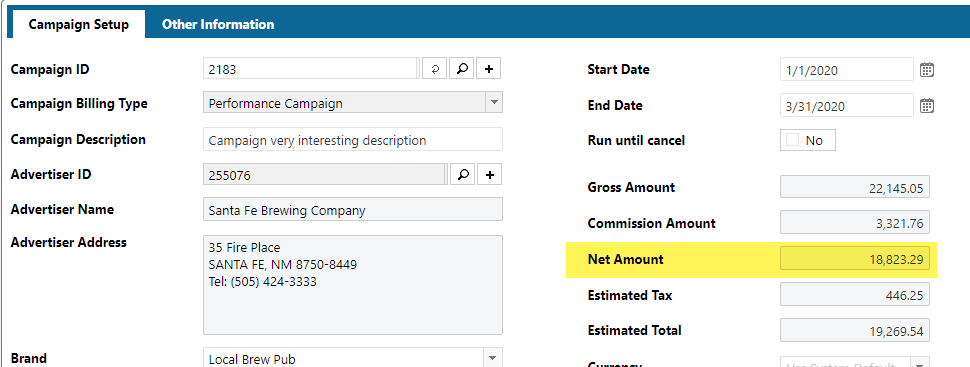 Campaign Setup Other Information
Campaign ID 2183
Campaign Billing Type Performance Campaign
Campaign Description Campaign very interesting description
Advertiser ID 255076
Advertiser Name Santa Fe Brewing Company
Advertiser Address 35 Fire Place
SANTA FE, NM 8750-8449
Tel: (505) 424-3333
Brand Local Brew Pub
Start Date 1/1/2020
End Date 3/31/2020
Run until cancel No
Gross Amount 22,145.05
Commission Amount 3,321.76
Net Amount 18,823.29
Estimated Tax 446.25
Estimated Total 19,269.54
Currency Use System Default